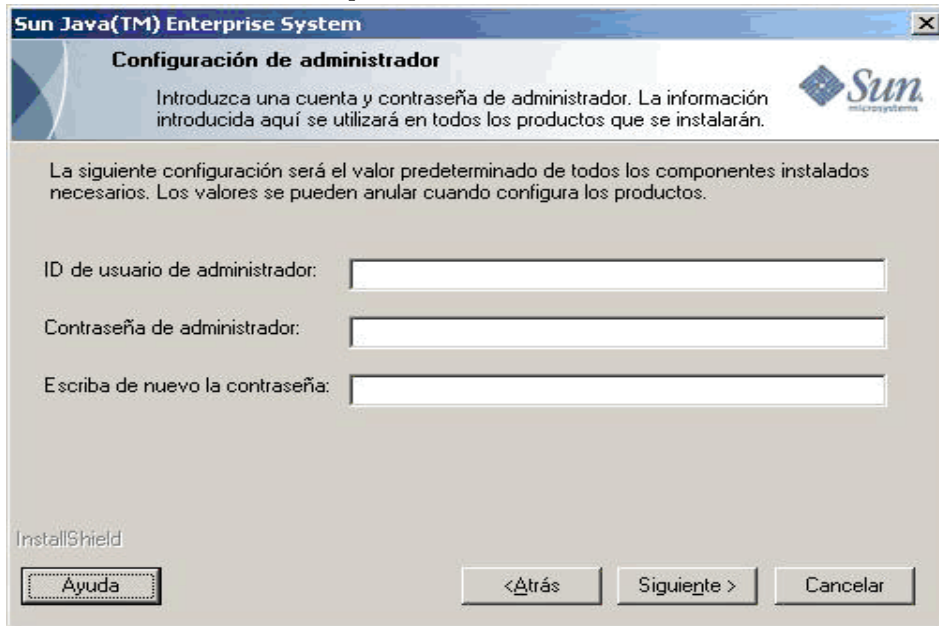 Sun Java(TM) Enterprise System
Configuración de administrador
Introduzca una cuenta y contraseña de administrador. La información
introducida aquí se utilizará en todos los productos que se instalarán.
Sun
microsystems
La siguiente configuración será el valor predeterminado de todos los componentes instalados
necesarios. Los valores se pueden anular cuando configura los productos.
ID de usuario de administrador:
Contraseña de administrador:
Escriba de nuevo la contraseña:
InstallShield
Ayuda
<Atrás
Siguiente >
Cancelar